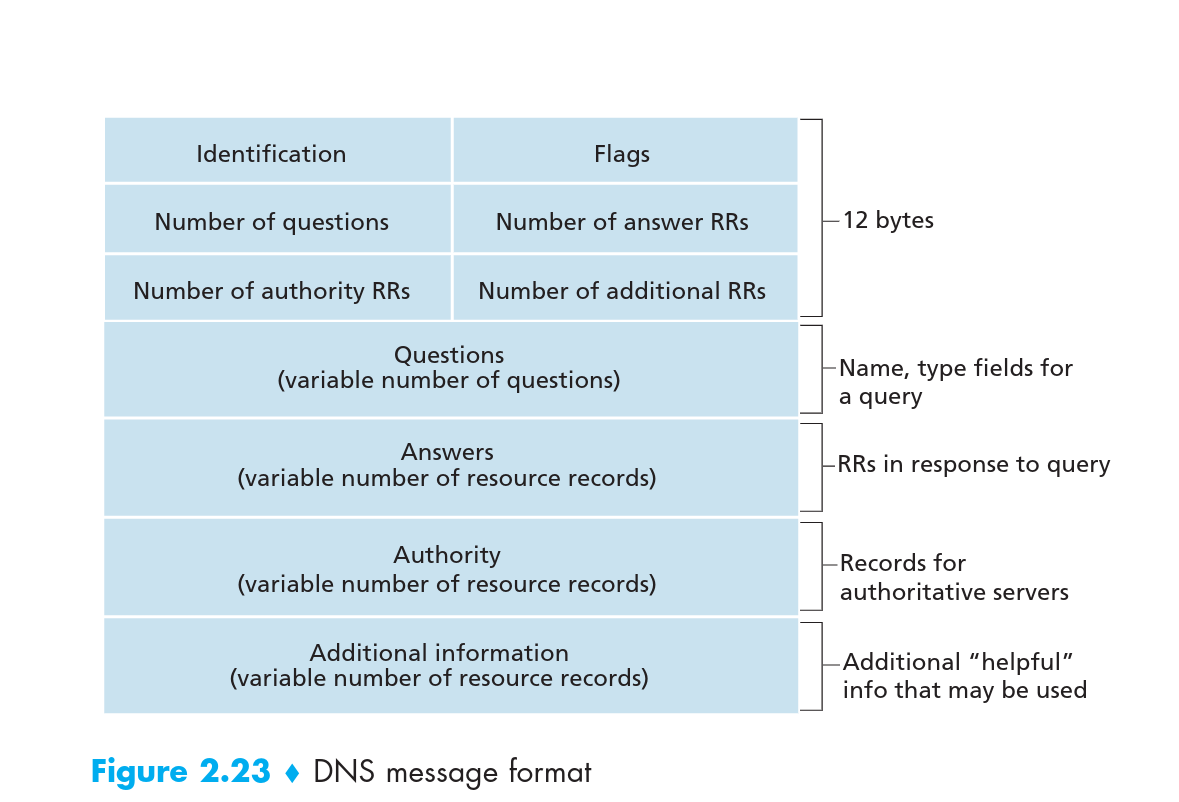 Identification
Flags
Number of questions
Number of answer RRs
12 bytes
Number of authority RRs
Number of additional RRs
Questions
(variable number of questions)
Name, type fields for
a query
Answers
(variable number of resource records)
RRs in response to query
Authority
(variable number of resource records)
Records for
authoritative servers
Additional information
(variable number of resource records)
Additional “helpful”
info that may be used
Figure 2.23 ♦ DNS message format